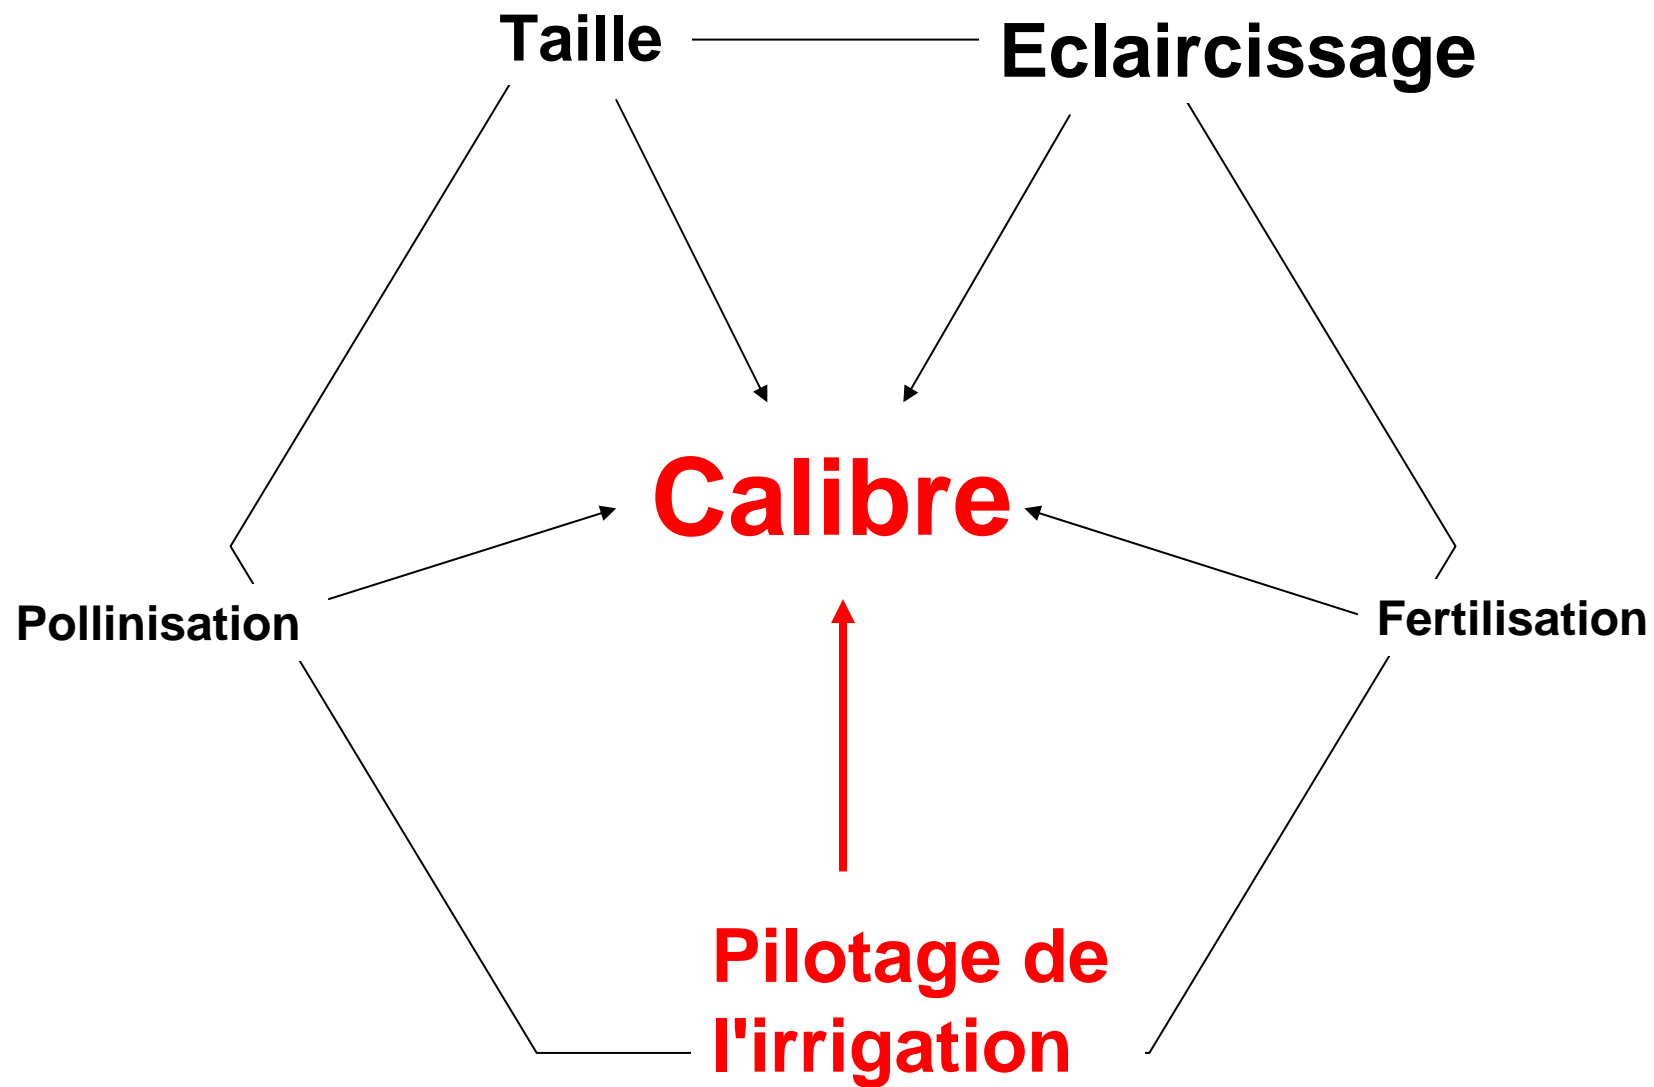 Taille
Eclaircissage
Calibre
Pollinisation
Fertilisation
Pilotage de
l'irrigation